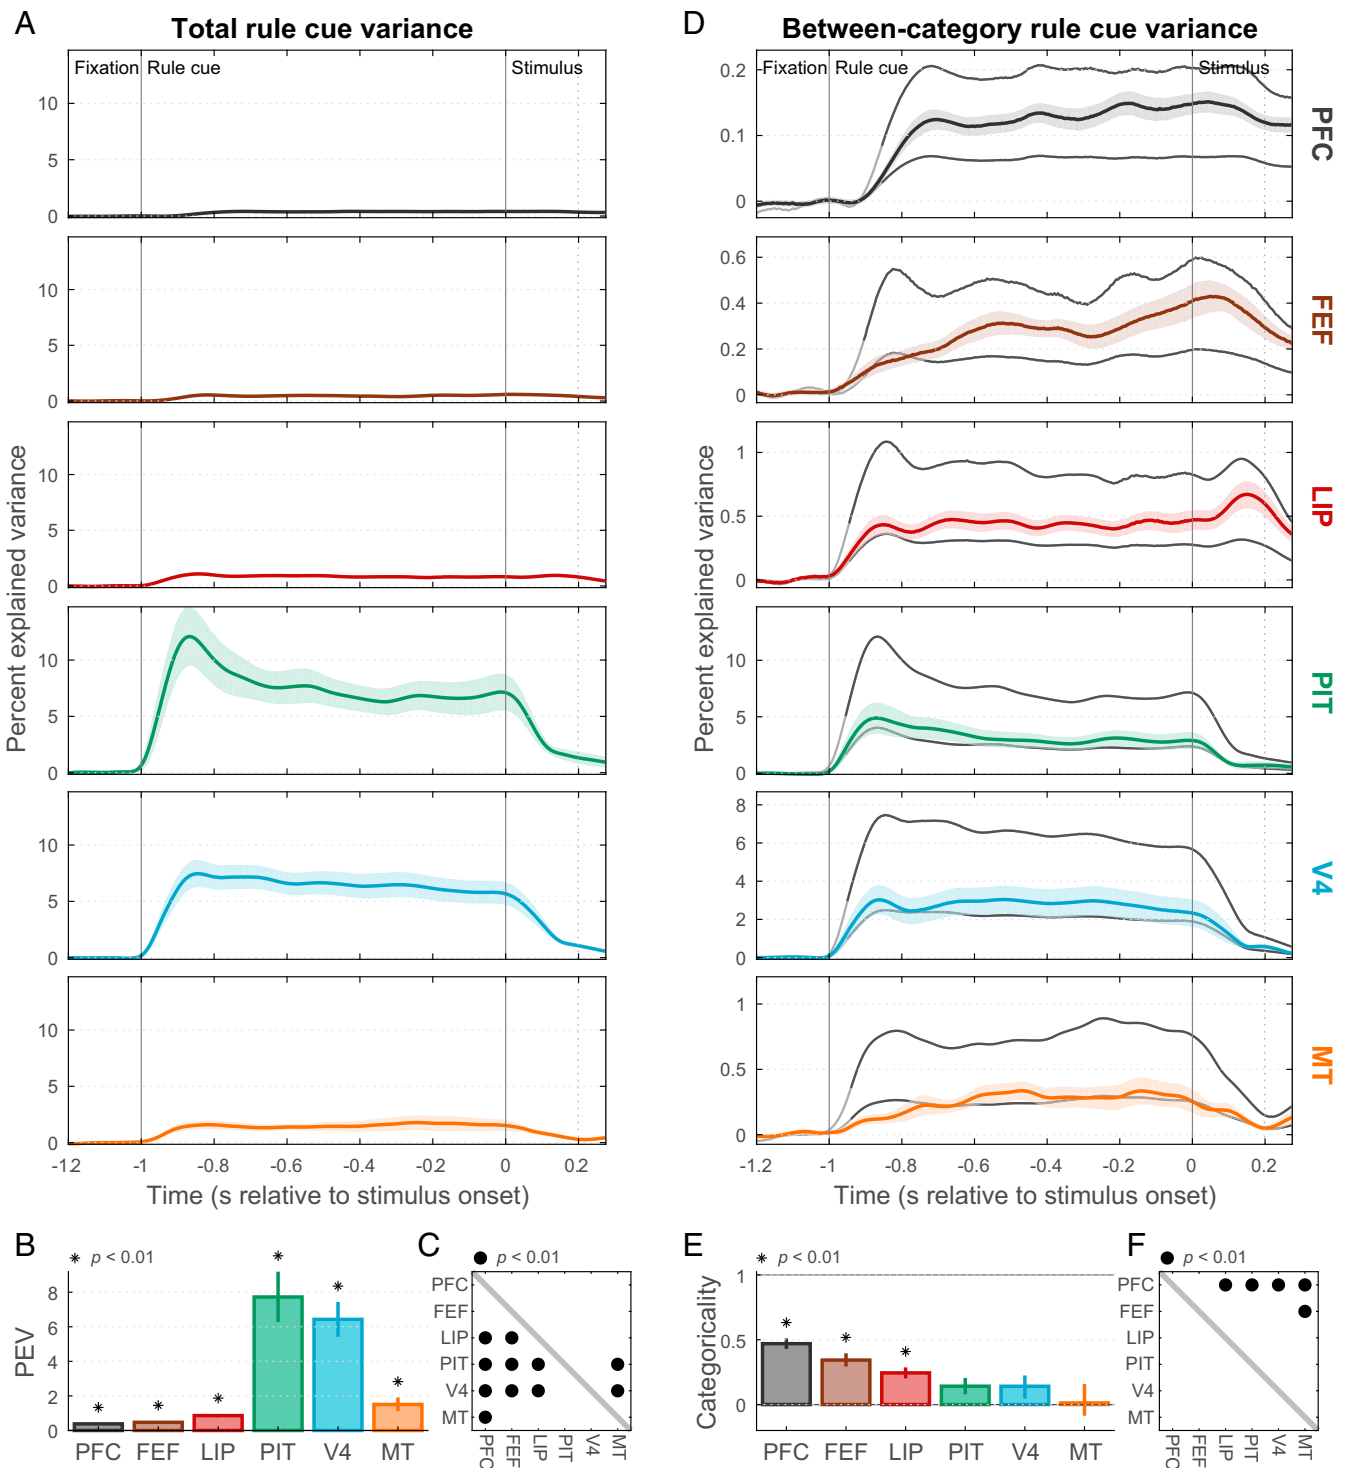 A
Total rule cue variance
Fixation
Rule cue
Stimulus
10
5
0
10
5
0
10
5
0
10
5
0
10
5
0
10
5
0
Percent explained variance
-1.2 -1 -0.8 -0.6 -0.4 -0.2 0 0.2
Time (s relative to stimulus onset)
D
Between-category rule cue variance
Fixation
Rule cue
Stimulus
0.2
0.1
0
PFC
0.6
0.4
0.2
0
FEF
1
0.5
0
LIP
10
5
0
PIT
8
6
4
2
0
V4
1
0.5
0
MT
Percent explained variance
-1.2 -1 -0.8 -0.6 -0.4 -0.2 0 0.2
Time (s relative to stimulus onset)
B
* p < 0.01
PEV
8
6
4
2
0
* * * * * *
PFC FEF LIP PIT V4 MT
C
● p < 0.01
PFC
FEF
LIP
PIT
V4
MT
PFC FEF LIP PIT V4 MT
E
* p < 0.01
Categoricality
1
0.5
0
* * *
PFC FEF LIP PIT V4 MT
F
● p < 0.01
PFC
FEF
LIP
PIT
V4
MT
PFC FEF LIP PIT V4 MT